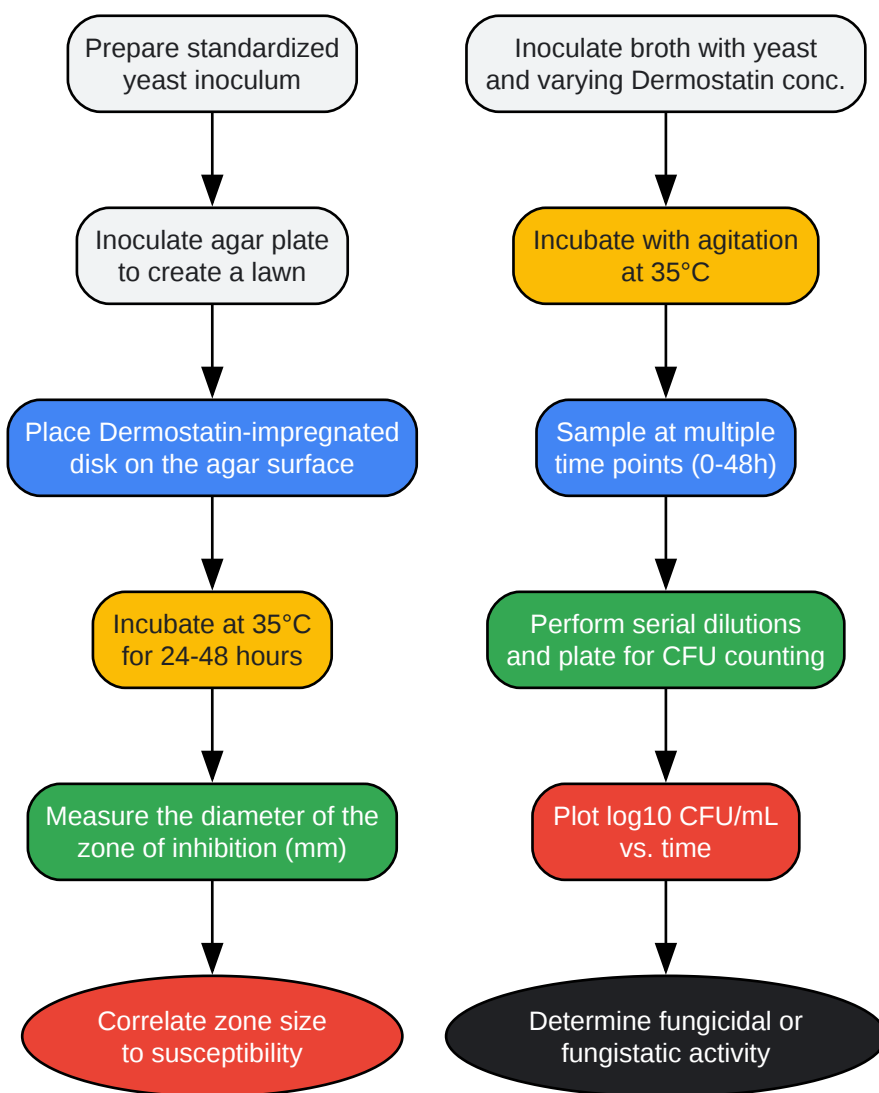 Prepare standardized
yeast inoculum
Inoculate agar plate
to create a lawn
Place Dermostatin-impregnated
disk on the agar surface
Incubate at 35°C
for 24-48 hours
Measure the diameter of the
zone of inhibition (mm)
Correlate zone size
to susceptibility
Inoculate broth with yeast
and varying Dermostatin conc.
Incubate with agitation
at 35°C
Sample at multiple
time points (0-48h)
Perform serial dilutions
and plate for CFU counting
Plot log10 CFU/mL
vs. time
Determine fungicidal or
fungistatic activity